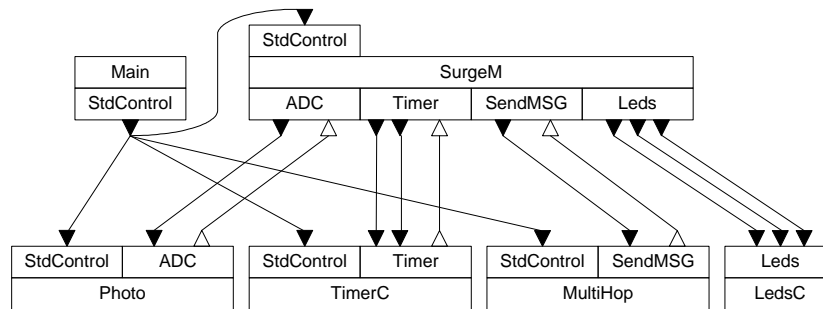 StdControl
Main
SurgeM
StdControl
ADC
Timer
SendMSG
Leds
StdControl
ADC
StdControl
Timer
StdControl
SendMSG
Leds
Photo
TimerC
MultiHop
LedsC